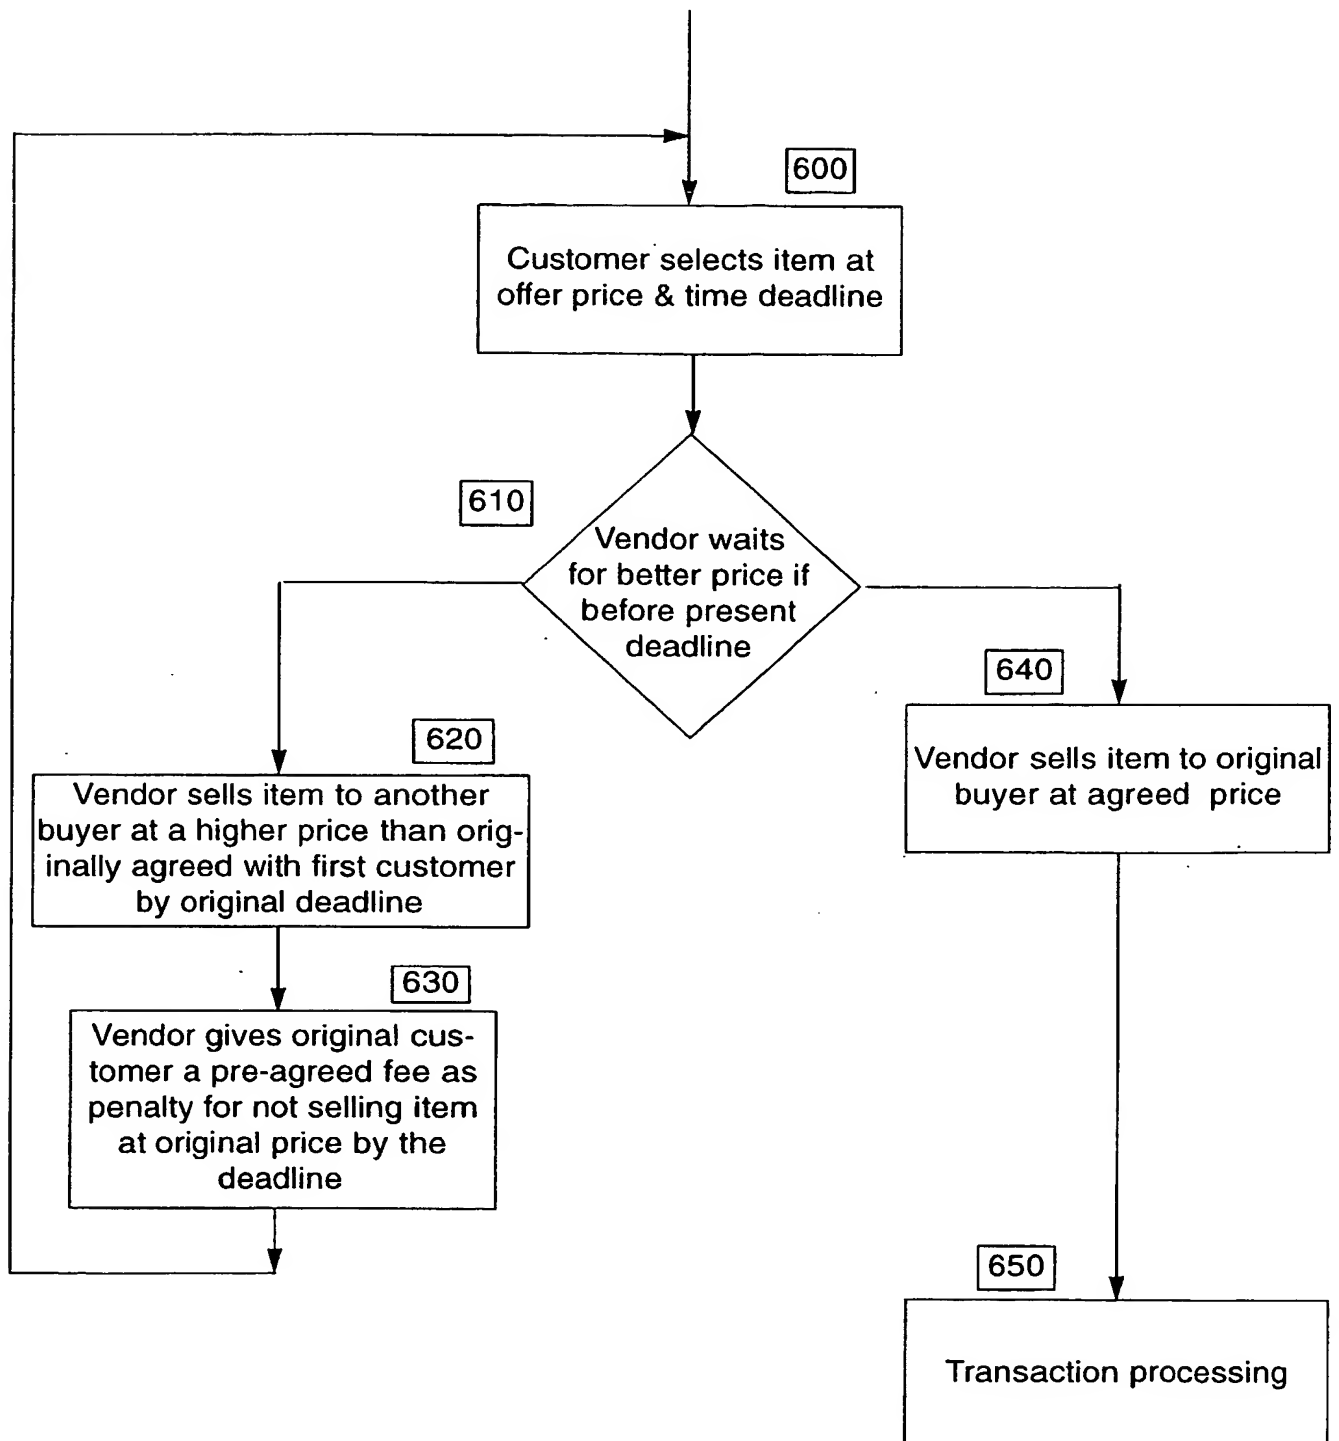 600
Customer selects item at
offer price & time deadline
610
Vendor waits
for better price if
before present
deadline
640
Vendor sells item to original
buyer at agreed price
620
Vendor sells item to another
buyer at a higher price than orig-
inally agreed with first customer
by original deadline
630
Vendor gives original cus-
tomer a pre-agreed fee as
penalty for not selling item
at original price by the
deadline
650
Transaction processing